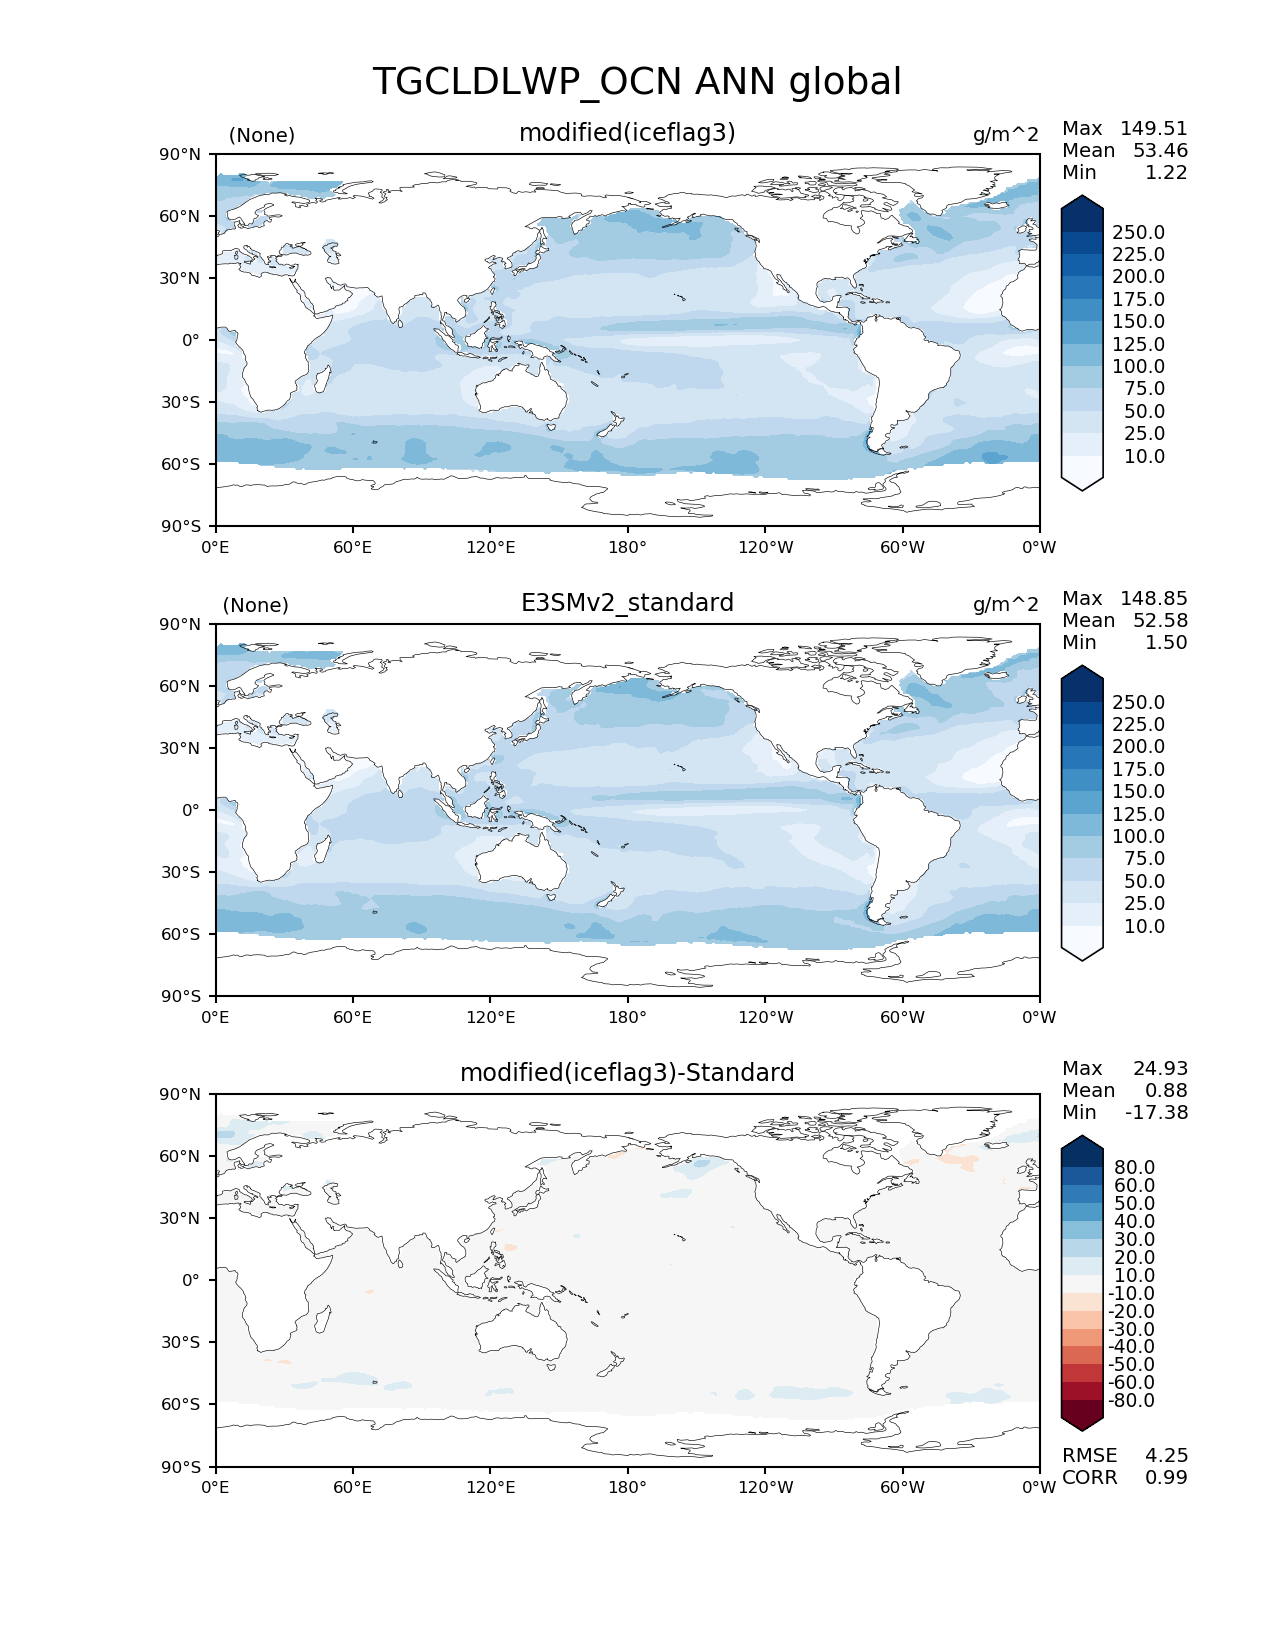 TGCLDLWP_OCN ANN global
(None) modified(iceflag3) g/m^2
Max 149.51
Mean 53.46
Min 1.22
90°N
60°N
30°N
0°
30°S
60°S
90°S
0°E 60°E 120°E 180° 120°W 60°W 0°W
250.0
225.0
200.0
175.0
150.0
125.0
100.0
75.0
50.0
25.0
10.0
(None) E3SMv2_standard g/m^2
Max 148.85
Mean 52.58
Min 1.50
90°N
60°N
30°N
0°
30°S
60°S
90°S
0°E 60°E 120°E 180° 120°W 60°W 0°W
250.0
225.0
200.0
175.0
150.0
125.0
100.0
75.0
50.0
25.0
10.0
modified(iceflag3)-Standard
Max 24.93
Mean 0.88
Min -17.38
90°N
60°N
30°N
0°
30°S
60°S
90°S
0°E 60°E 120°E 180° 120°W 60°W 0°W
80.0
60.0
50.0
40.0
30.0
20.0
10.0
-10.0
-20.0
-30.0
-40.0
-50.0
-60.0
-80.0
RMSE 4.25
CORR 0.99